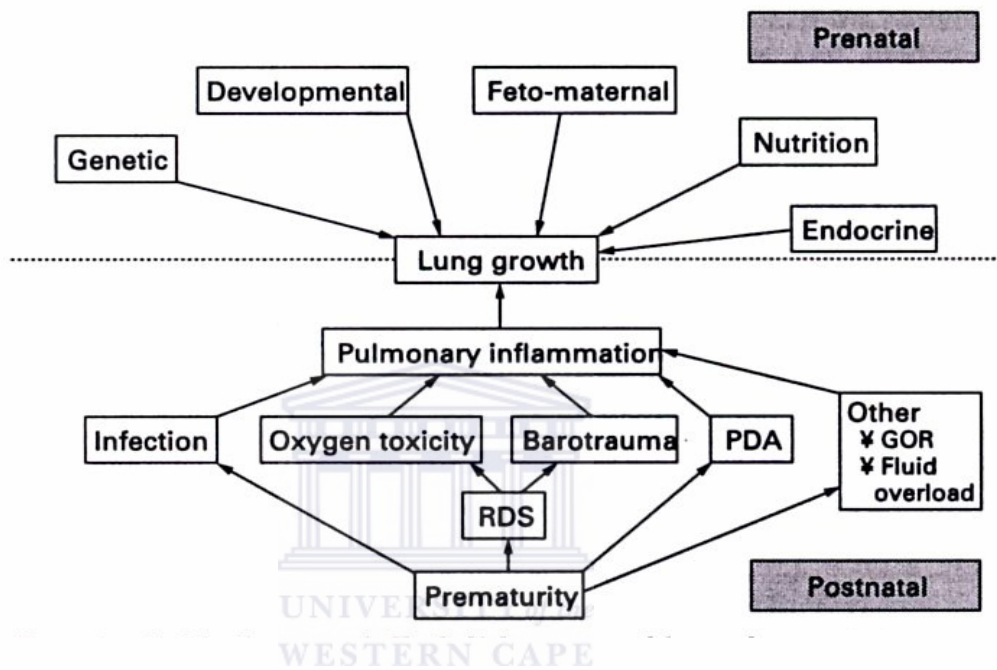 Prenatal
Developmental
Feto-maternal
Genetic
Nutrition
Endocrine
Lung growth
Pulmonary inflammation
Infection
Oxygen toxicity
Barotrauma
PDA
Other
¥ GOR
¥ Fluid
overload
RDS
Prematurity
Postnatal
UNIVERSITY of the
WESTERN CAPE